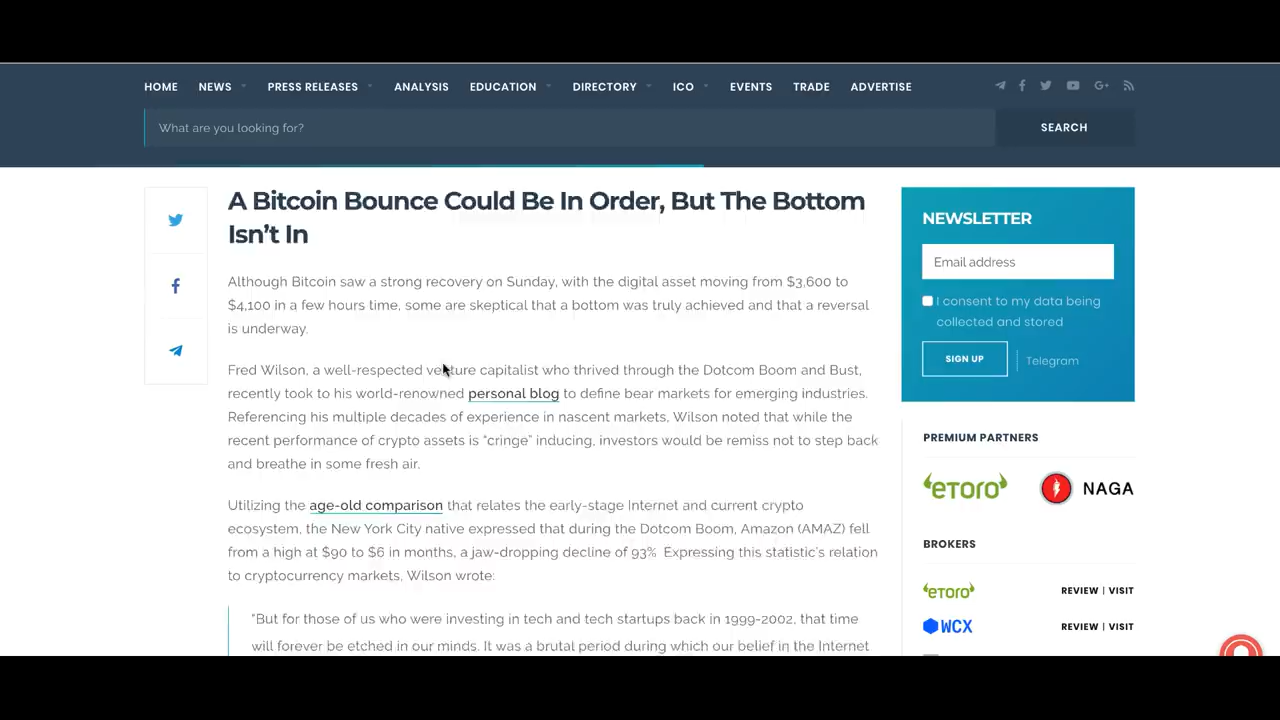 HOME NEWS PRESS RELEASES ANALYSIS EDUCATION DIRECTORY ICO EVENTS TRADE ADVERTISE
What are you looking for? SEARCH
A Bitcoin Bounce Could Be In Order, But The Bottom
Isn't In
Although Bitcoin saw a strong recovery on Sunday, with the digital asset moving from $3,600 to
$4,100 in a few hours time, some are skeptical that a bottom was truly achieved and that a reversal
is underway.
Fred Wilson, a well-respected venture capitalist who thrived through the Dotcom Boom and Bust,
recently took to his world-renowned personal blog to define bear markets for emerging industries.
Referencing his multiple decades of experience in nascent markets, Wilson noted that while the
recent performance of crypto assets is “cringe” inducing, investors would be remiss not to step back
and breathe in some fresh air.
Utilizing the age-old comparison that relates the early-stage Internet and current crypto
ecosystem, the New York City native expressed that during the Dotcom Boom, Amazon (AMAZ) fell
from a high at $90 to $6 in months, a jaw-dropping decline of 93% Expressing this statistic's relation
to cryptocurrency markets, Wilson wrote:
“But for those of us who were investing in tech and tech startups back in 1999-2002, that time
will forever be etched in our minds. It was a brutal period during which our belief in the Internet
NEWSLETTER
Email address
I consent to my data being
collected and stored
SIGN UP Telegram
PREMIUM PARTNERS
eToro NAGA
BROKERS
eToro REVIEW | VISIT
WCX REVIEW | VISIT